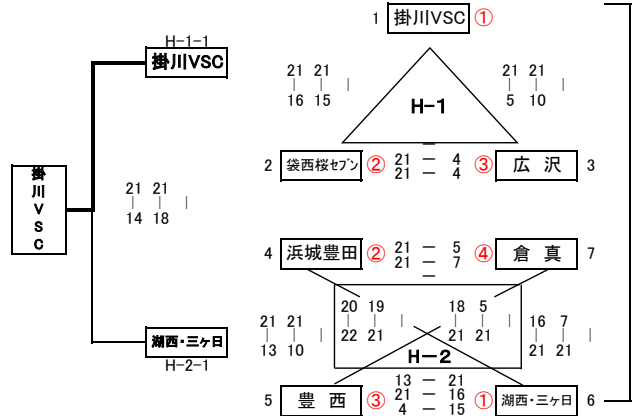 1 掛川VSC ①
H-1-1
掛川VSC
21 21
| | |
16 15
21 21
| | |
5 10
H-1
2 袋西桜セブン ② 21 — 4 ③ 広沢 3
21 — 4
—
掛川VSC
21 21
| | |
14 18
4 浜城豊田 ② 21 — 5 ④ 倉真 7
21 — 7
—
20 19
| | |
22 21
18 5
| | |
21 21
21 21
| | |
13 10
16 7
| | |
21 21
湖西・三ヶ日
H-2-1
H-2
5 豊西 ③ 13 — 21 ① 湖西・三ヶ日 6
21 — 16
4 — 15